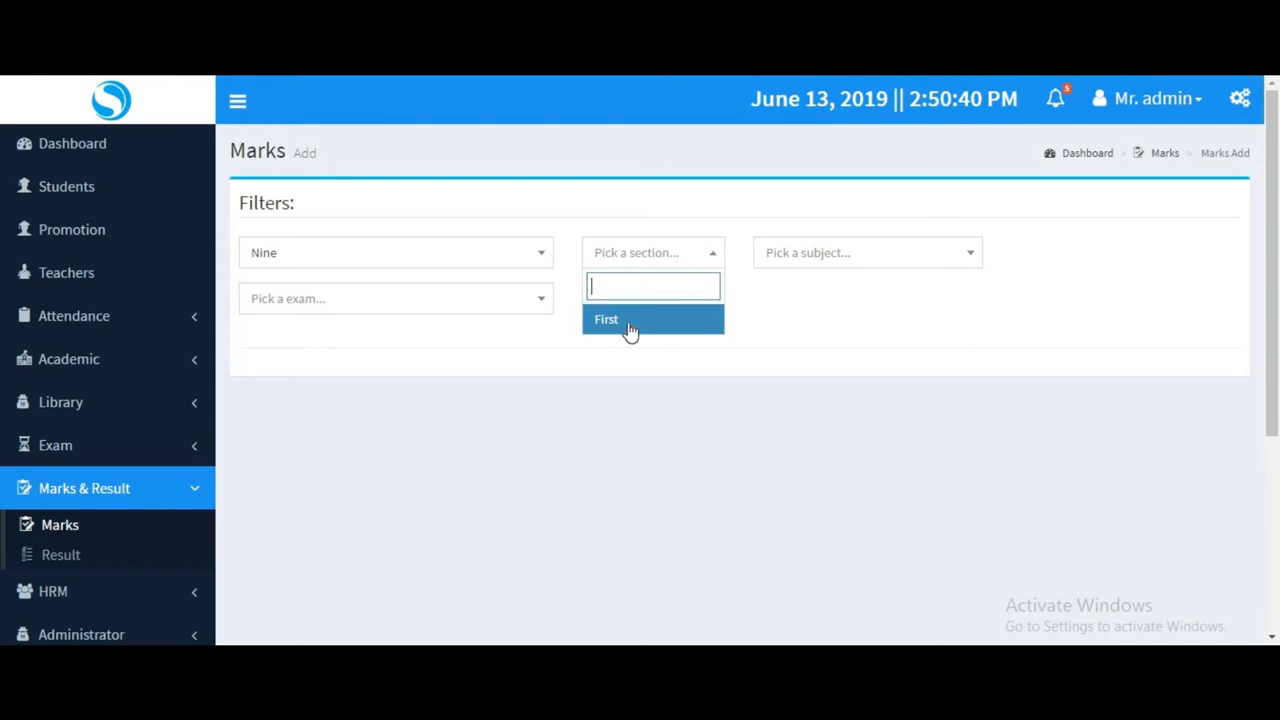 June 13, 2019 || 2:50:40 PM
5
Mr. admin
Dashboard
Students
Promotion
Teachers
Attendance
Academic
Library
Exam
Marks & Result
Marks
Result
HRM
Administrator
Marks Add
Dashboard > Marks > Marks Add
Filters:
Nine
Pick a section...
Pick a subject...
First
Pick a exam...
Activate Windows
Go to Settings to activate Windows.